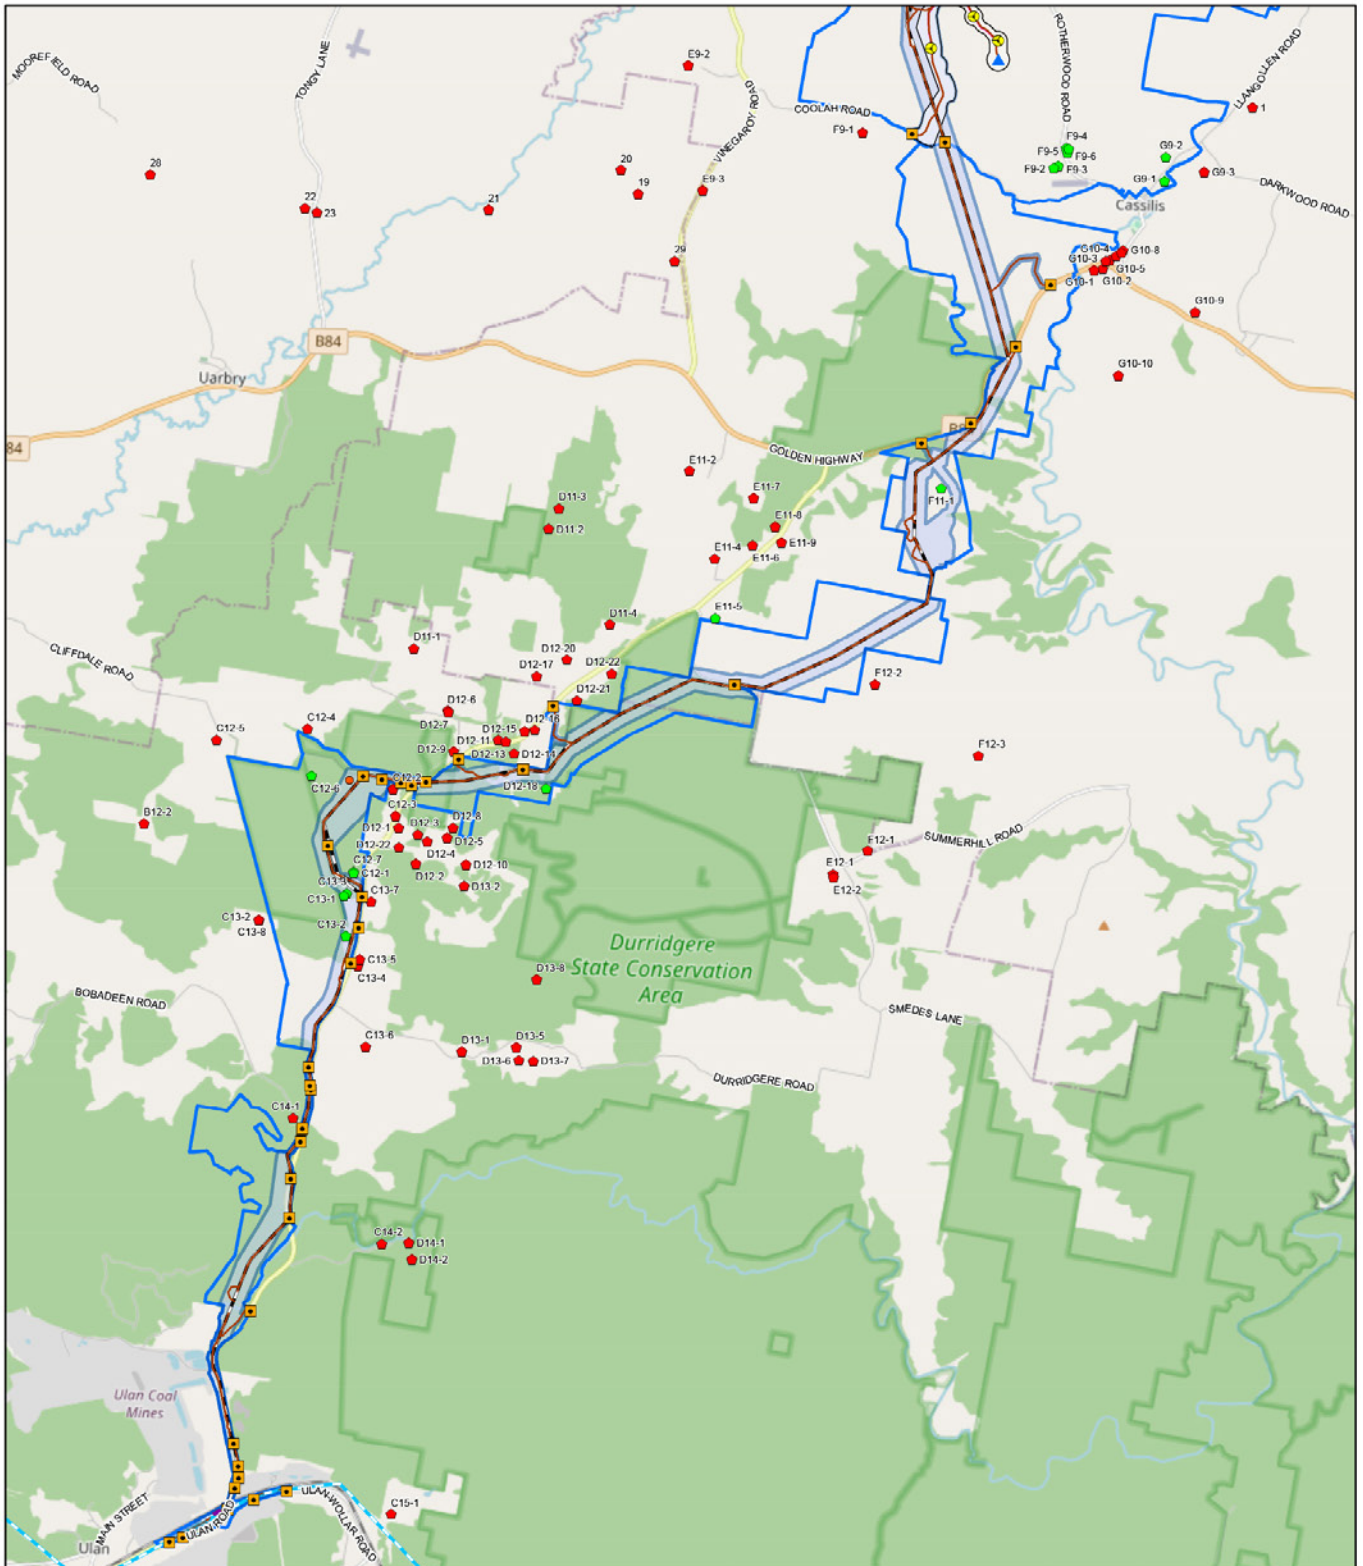 MOOREFIELD ROAD
TONGY LANE
E9-2
VINEGAROY ROAD
COOLAH ROAD
F9-1
ROTHERWOOD ROAD
LLANGOLLEN ROAD
1
F9-4
F9-5
F9-6
F9-2
F9-3
G9-2
G9-1
G9-3
DARKWOOD ROAD
Cassilis
28
20
19
E9-3
22
23
21
29
G10-4
G10-8
G10-3
G10-5
G10-1
G10-2
G10-9
G10-10
B84
Uarbry
84
GOLDEN HIGHWAY
E11-2
E11-7
F11-1
D11-3
D11-2
E11-8
E11-9
E11-4
E11-6
E11-5
D11-4
D11-1
CLIFFDALE ROAD
D12-20
D12-17
D12-22
D12-21
F12-2
D12-6
D12-7
D12-16
D12-15
C12-4
C12-5
D12-9
D12-11
D12-13
D12-14
F12-3
C12-6
C12-2
D12-18
C12-3
B12-2
D12-1
D12-3
D12-8
D12-5
D12-22
D12-4
SUMMERHILL ROAD
F12-1
C12-7
C12-1
D12-2
D12-10
E12-1
E12-2
C13-3
C13-1
C13-7
D13-2
C13-2
C13-8
C13-2
Durridgere
State Conservation
Area
C13-5
C13-4
D13-8
BOBADEEN ROAD
SMEDES LANE
C13-6
D13-1
D13-5
D13-6
D13-7
DURRIDGERE ROAD
C14-1
C14-2
D14-1
D14-2
Ulan Coal
Mines
MAIN STREET
ULAN ROAD
ULAN-WOLLAR ROAD
C15-1
Ulan